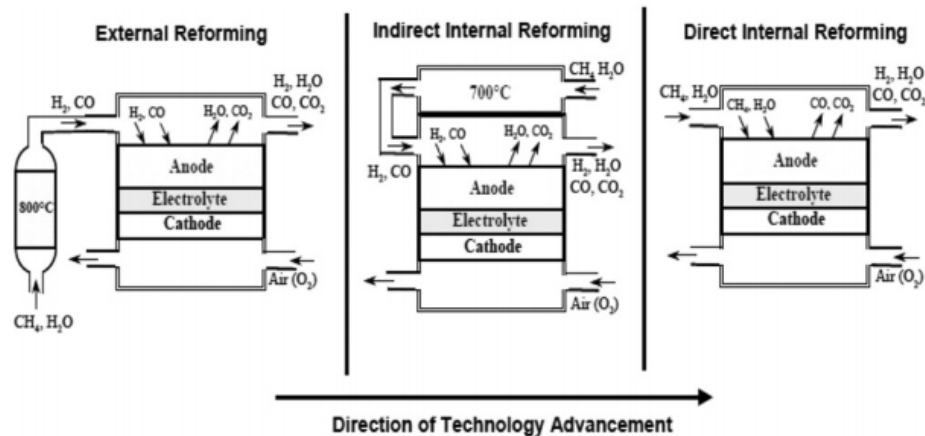 External Reforming
H₂, H₂O
CO, CO₂
H₂, CO
H₂, CO
H₂O, CO₂
Anode
Electrolyte
Cathode
800°C
Air (O₂)
CH₄, H₂O
Indirect Internal Reforming
CH₄ H₂O
700°C
H₂, CO
H₂O, CO₂
H₂, CO
H₂, H₂O
CO, CO₂
Anode
Electrolyte
Cathode
Air (O₂)
Direct Internal Reforming
H₂, H₂O
CO, CO₂
CH₄, H₂O
CH₄, H₂O
CO, CO₂
Anode
Electrolyte
Cathode
Air (O₂)
Direction of Technology Advancement